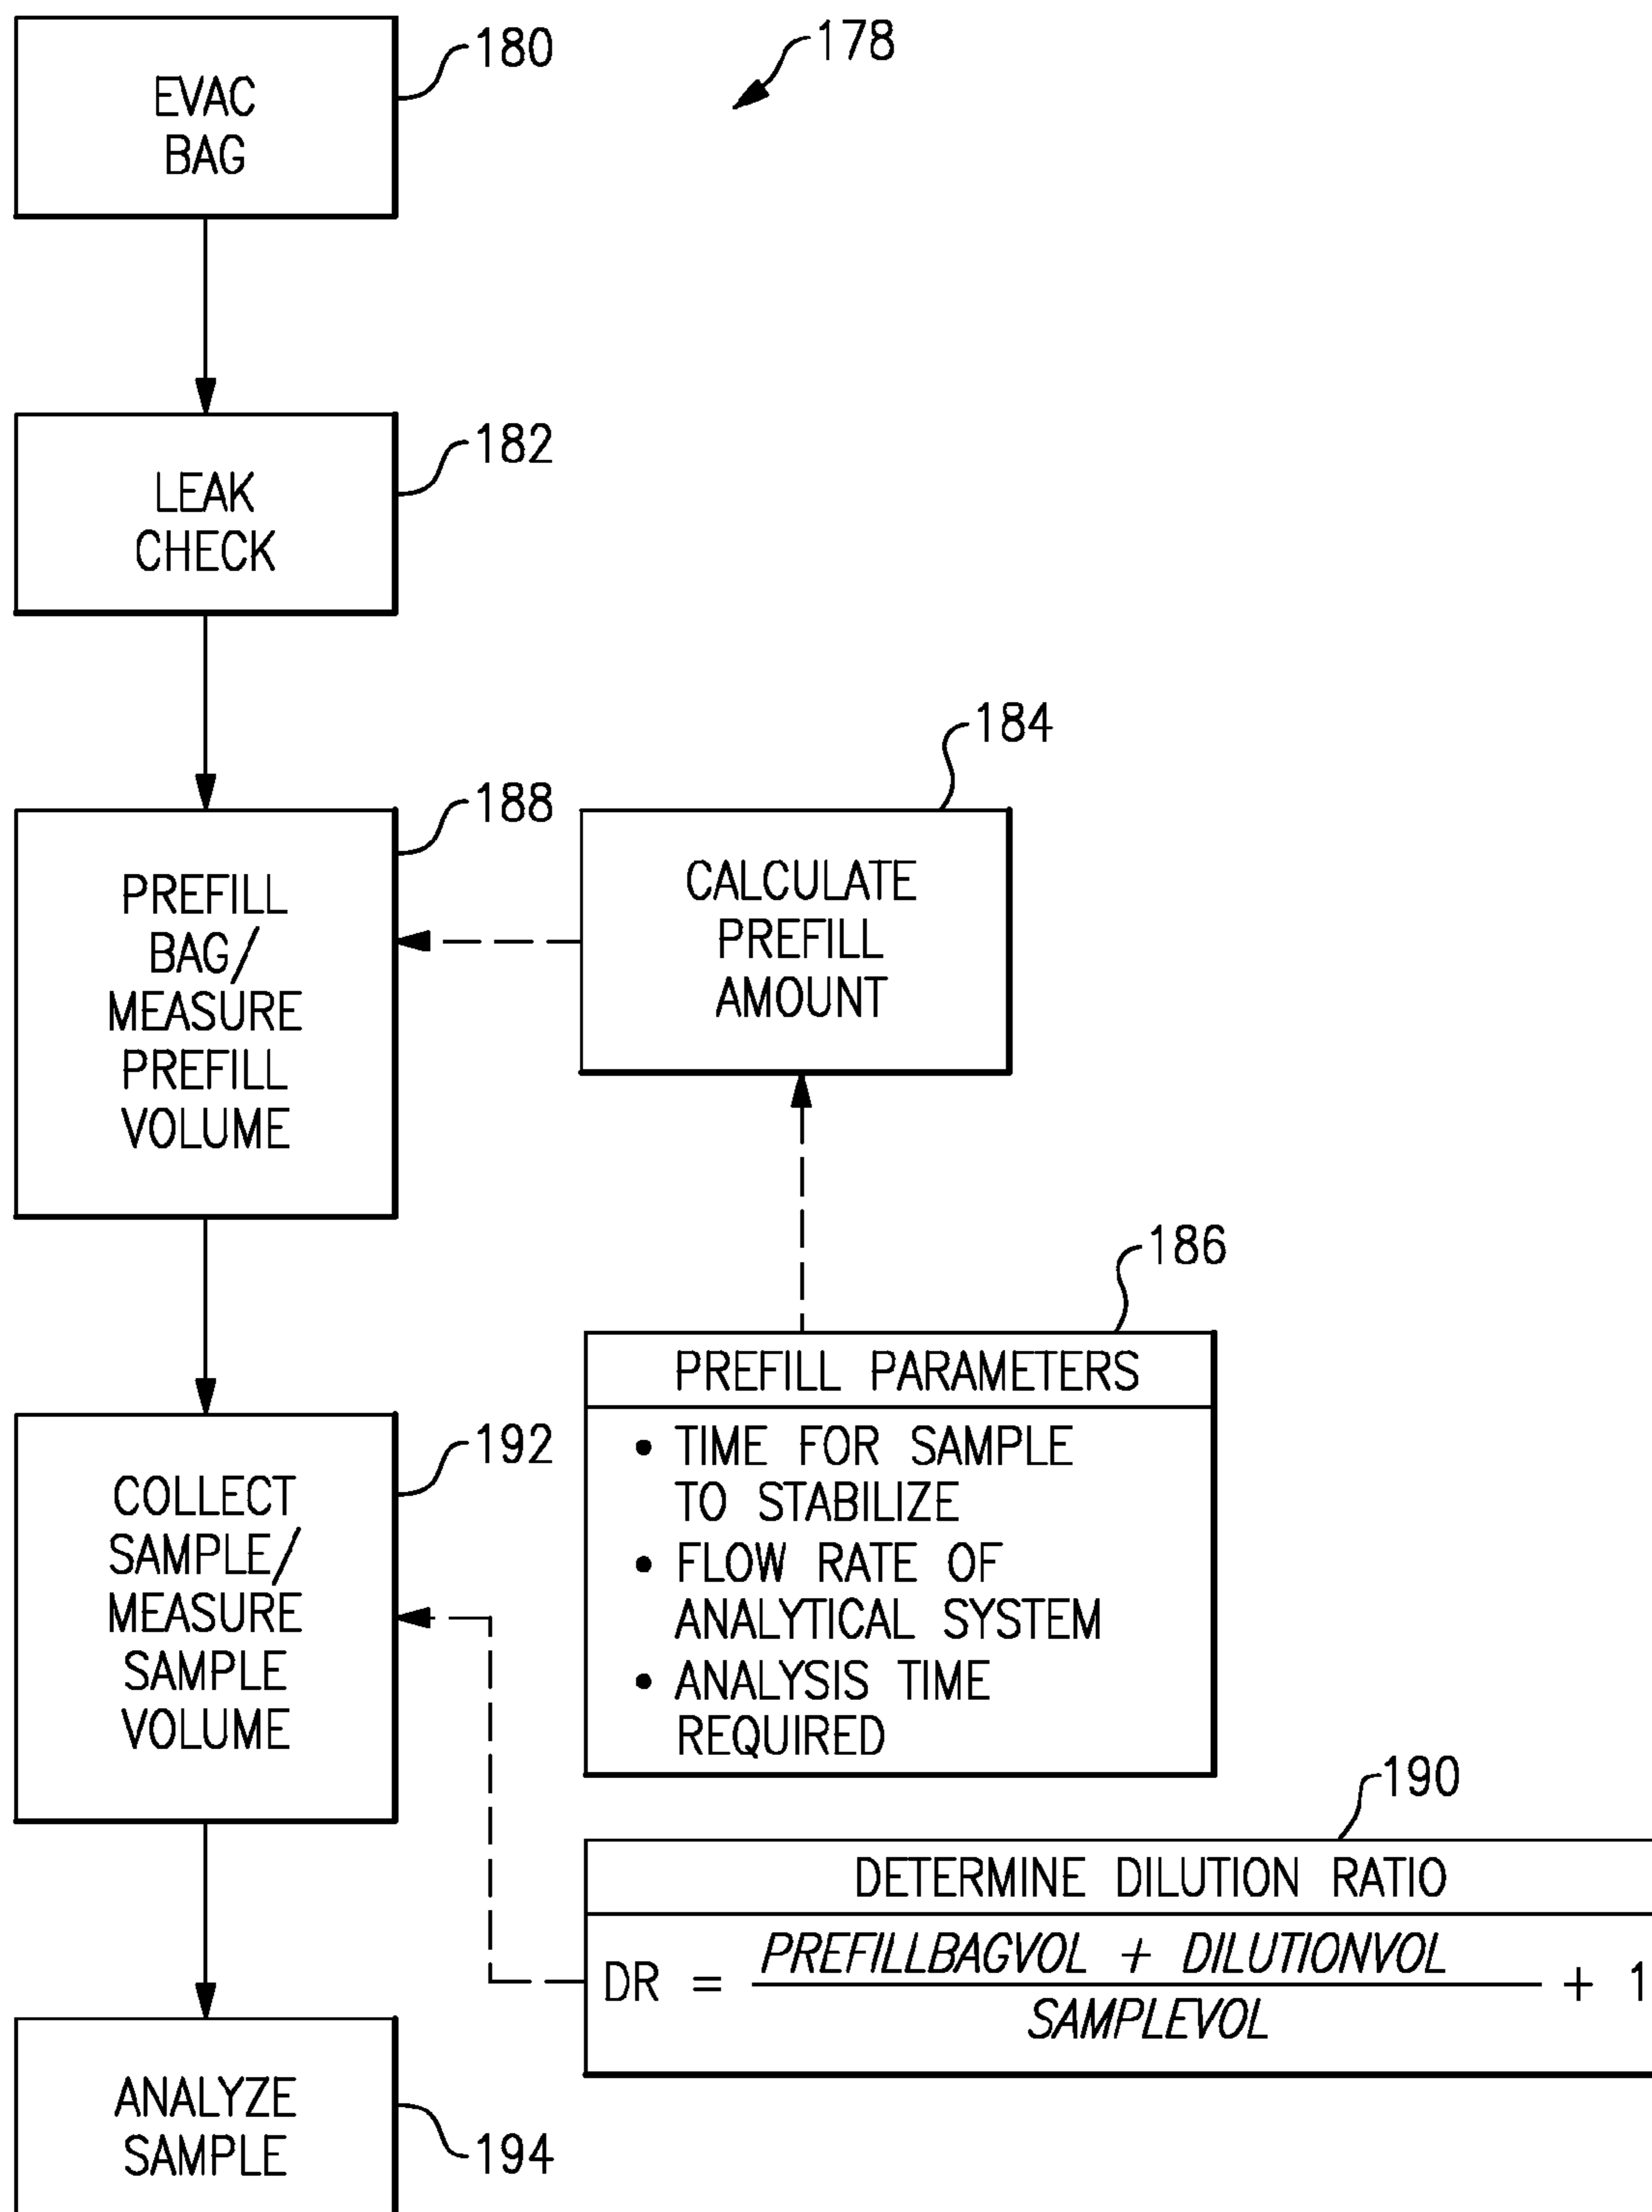 180
178
EVAC
BAG
182
LEAK
CHECK
184
188
PREFILL
BAG/
MEASURE
PREFILL
VOLUME
CALCULATE
PREFILL
AMOUNT
186
PREFILL PARAMETERS
• TIME FOR SAMPLE
TO STABILIZE
• FLOW RATE OF
ANALYTICAL SYSTEM
• ANALYSIS TIME
REQUIRED
192
COLLECT
SAMPLE/
MEASURE
SAMPLE
VOLUME
190
DETERMINE DILUTION RATIO
DR = PREFILLBAGVOL + DILUTIONVOL / SAMPLEVOL + 1
ANALYZE
SAMPLE
194